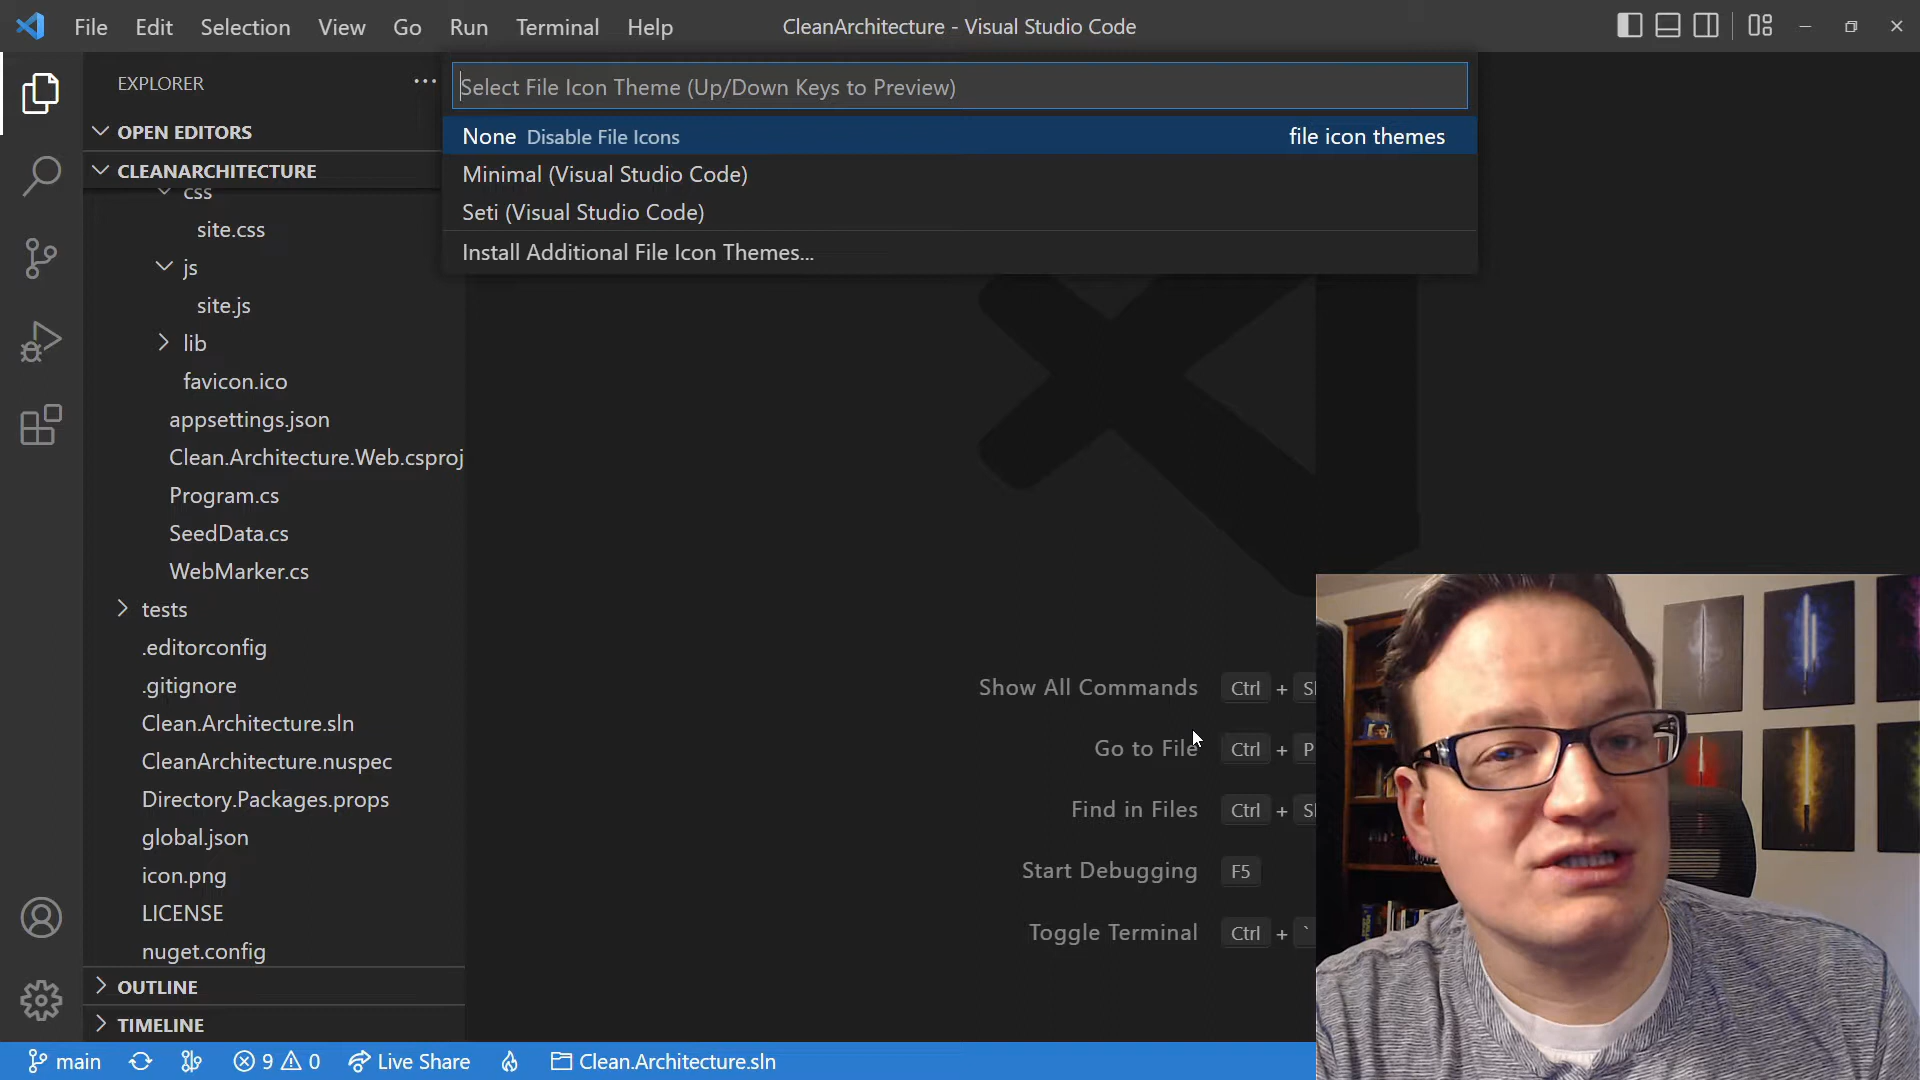 File Edit Selection View Go Run Terminal Help
CleanArchitecture - Visual Studio Code
EXPLORER
OPEN EDITORS
CLEANARCHITECTURE
css
site.css
js
site.js
lib
favicon.ico
appsettings.json
Clean.Architecture.Web.csproj
Program.cs
SeedData.cs
WebMarker.cs
tests
.editorconfig
.gitignore
Clean.Architecture.sln
CleanArchitecture.nuspec
Directory.Packages.props
global.json
icon.png
LICENSE
nuget.config
OUTLINE
TIMELINE
Select File Icon Theme (Up/Down Keys to Preview)
None Disable File Icons file icon themes
Minimal (Visual Studio Code)
Seti (Visual Studio Code)
Install Additional File Icon Themes...
Show All Commands Ctrl +
Go to File Ctrl + P
Find in Files Ctrl +
Start Debugging F5
Toggle Terminal Ctrl + `
main 9 0 Live Share Clean.Architecture.sln